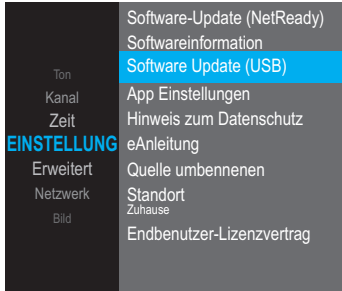 Ton
Kanal
Zeit
EINSTELLUNG
Erweitert
Netzwerk
Bild
Software-Update (NetReady)
Softwareinformation
Software Update (USB)
App Einstellungen
Hinweis zum Datenschutz
eAnleitung
Quelle umbennenen
Standort
Zuhause
Endbenutzer-Lizenzvertrag